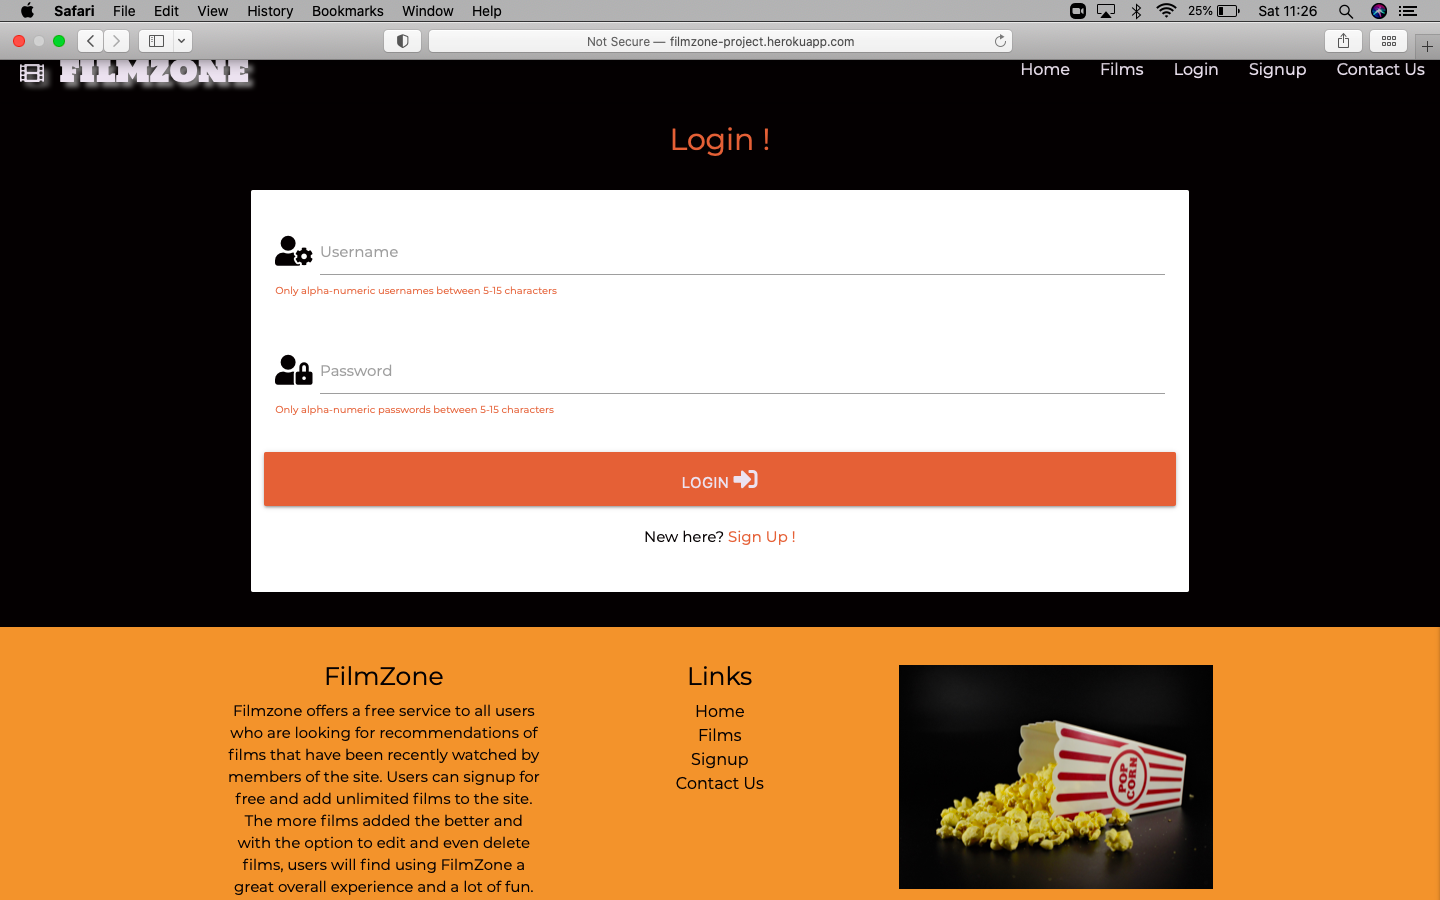 Safari File Edit View History Bookmarks Window Help 25% Sat 11:26
Not Secure — filmzone-project.herokuapp.com
FILMZONE Home Films Login Signup Contact Us
Login !
Username
Only alpha-numeric usernames between 5-15 characters
Password
Only alpha-numeric passwords between 5-15 characters
LOGIN
New here? Sign Up !
FilmZone
Filmzone offers a free service to all users
who are looking for recommendations of
films that have been recently watched by
members of the site. Users can signup for
free and add unlimited films to the site.
The more films added the better and
with the option to edit and even delete
films, users will find using FilmZone a
great overall experience and a lot of fun.
Links
Home
Films
Signup
Contact Us
POP
CORN